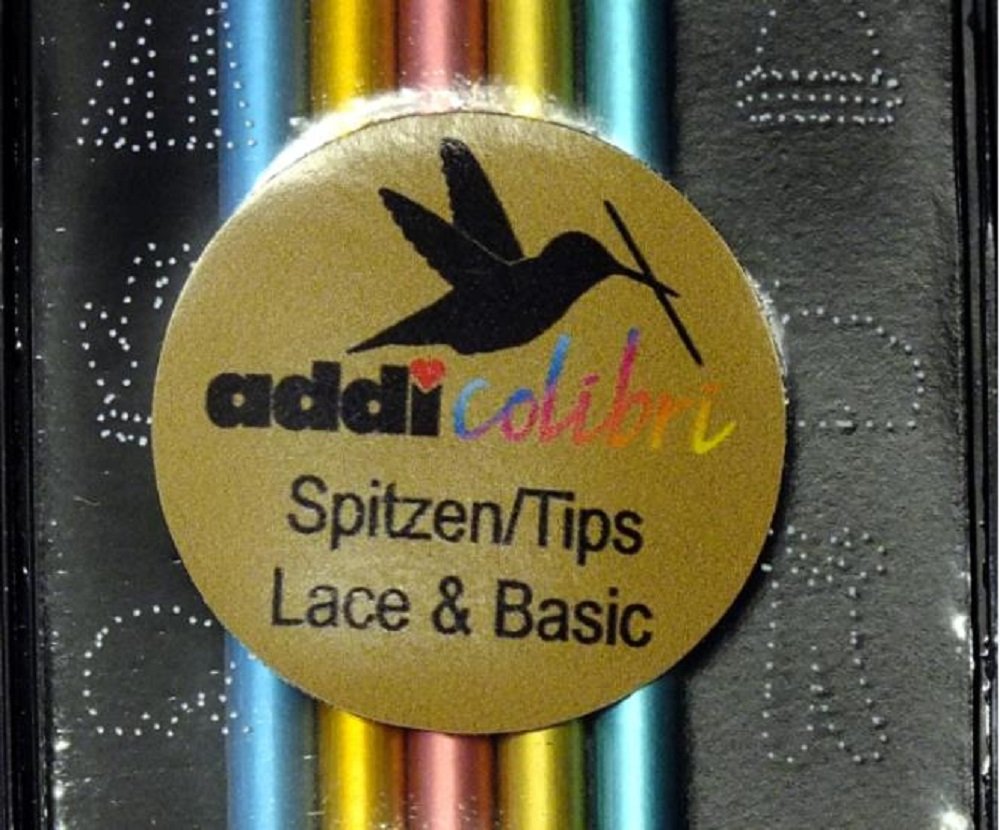 addi colibri
Spitzen/Tips
Lace & Basic